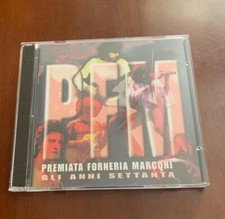 PFM
PREMIATA FORNERIA MARCONI
GLI ANNI SETTANTA